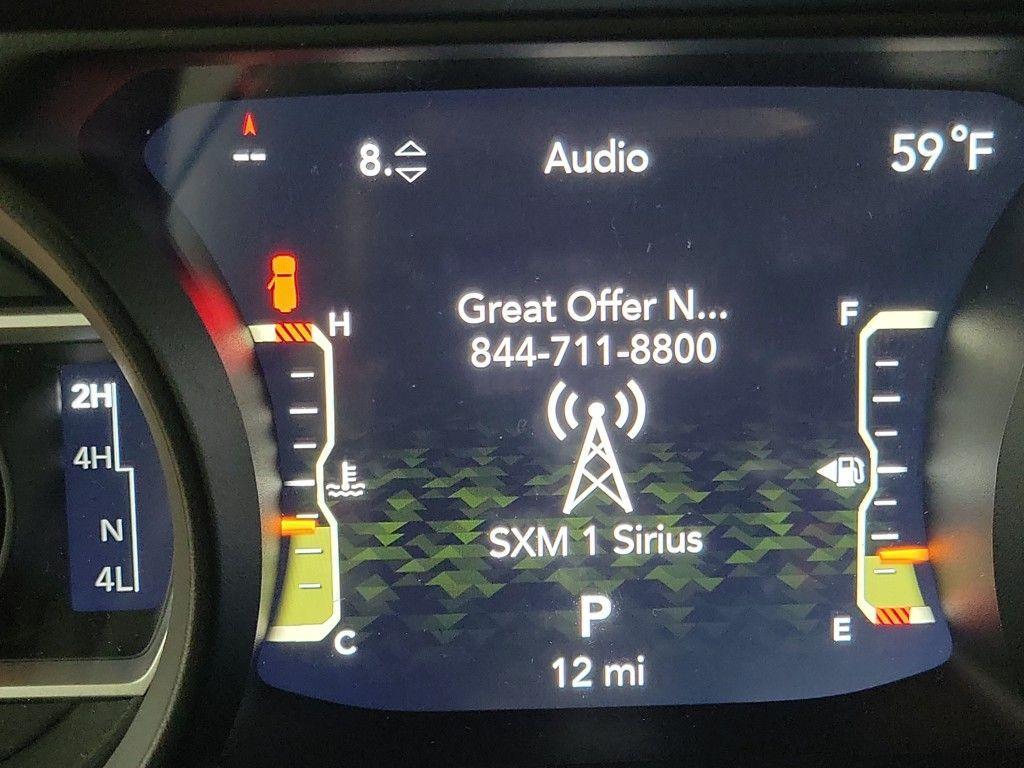 --
8.
Audio
59°F
Great Offer N...
844-711-8800
H
F
2H
4H
N
4L
SXM 1 Sirius
P
C
E
12 mi